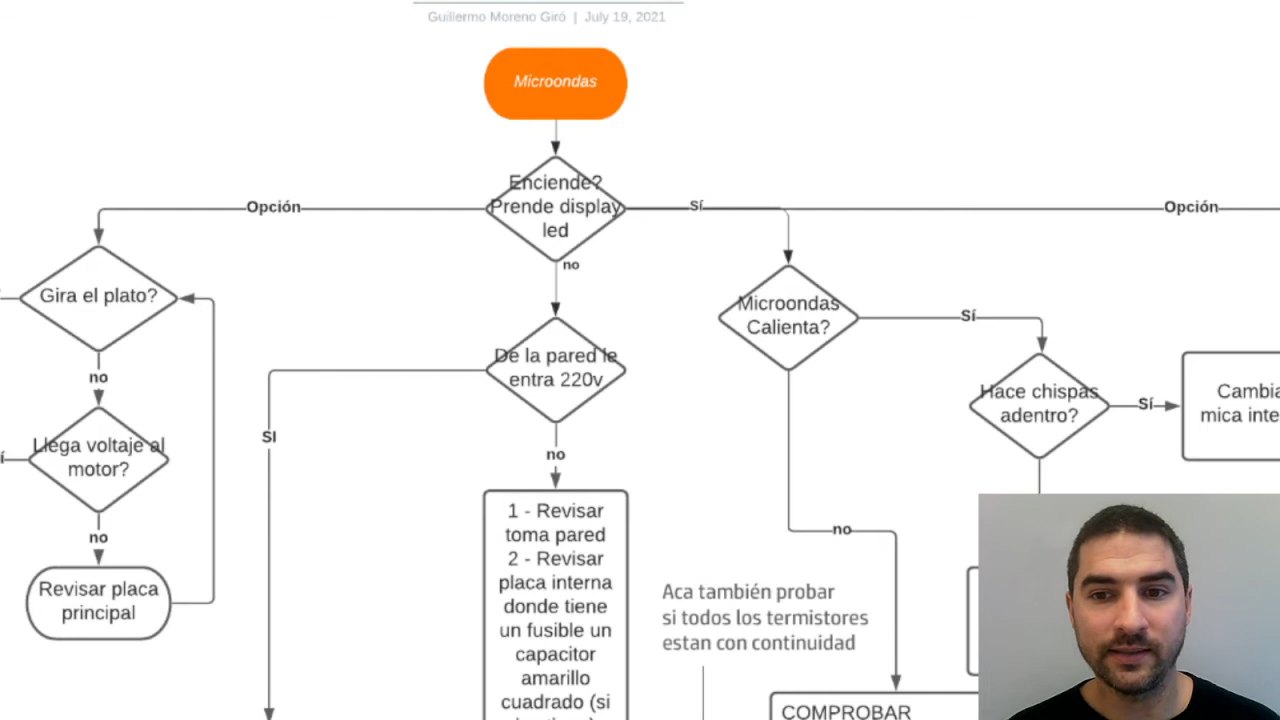 Guillermo Moreno Giró | July 19, 2021
Microondas
Enciende?
Prende display
led
Opción
Sí
Opción
no
Gira el plato?
Microondas
Calienta?
Sí
De la pared le
entra 220v
no
SI
Hace chispas
adentro?
Sí
Cambia
mica inte
Llega voltaje al
motor?
í
no
no
Revisar placa
principal
1 - Revisar
toma pared
2 - Revisar
placa interna
donde tiene
un fusible un
capacitor
amarillo
cuadrado (si
no
Aca también probar
si todos los termistores
estan con continuidad
COMPROBAR